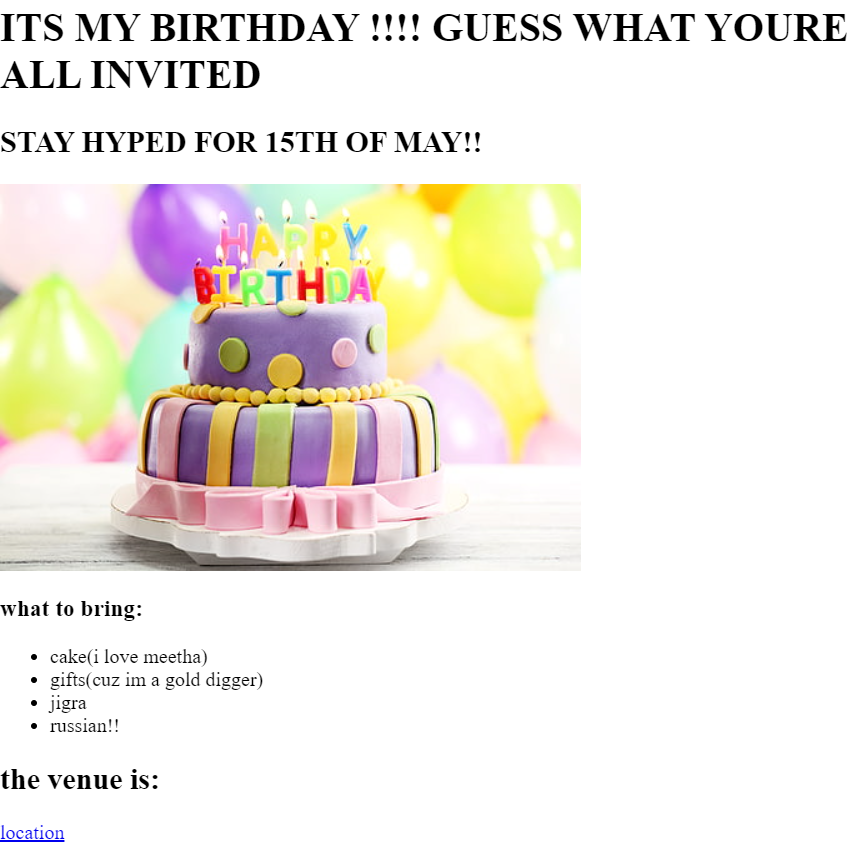 ITS MY BIRTHDAY !!!! GUESS WHAT YOURE
ALL INVITED
STAY HYPED FOR 15TH OF MAY!!
HAPPY
BIRTHDAY
what to bring:
cake(i love meetha)
gifts(cuz im a gold digger)
jigra
russian!!
the venue is:
location